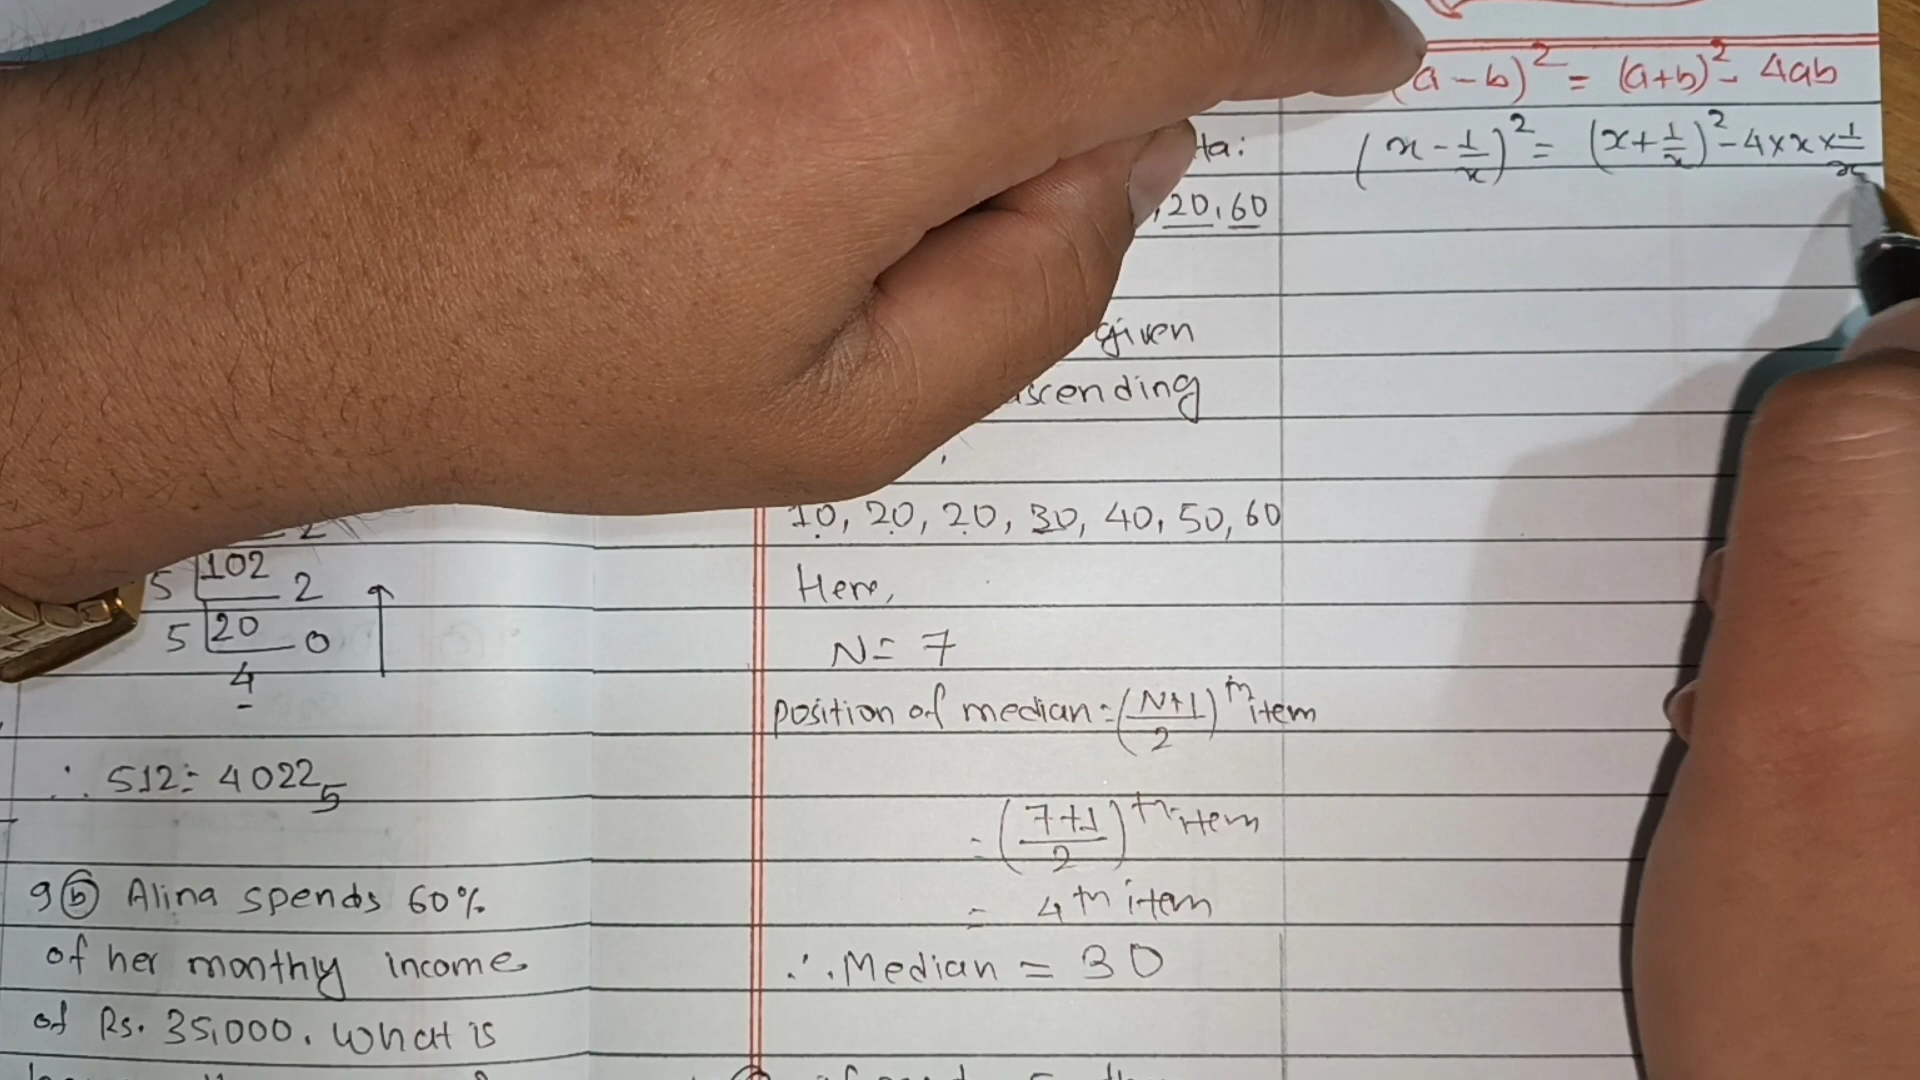 2
5 102 2
5 20 0
4
∴ 512 = 4022₅
9 ⓑ Alina spends 60%
of her monthly income
of Rs. 35,000. What is
ta:
, 20, 60
given
scending
10, 20, 20, 30, 40, 50, 60
Here,
N = 7
position of median = (N+1/2)th item
= (7+1/2)th item
= 4th item
∴ Median = 30
(a - b)² = (a+b)² - 4ab
(x - 1/x)² = (x + 1/x)² - 4 × x × 1/x